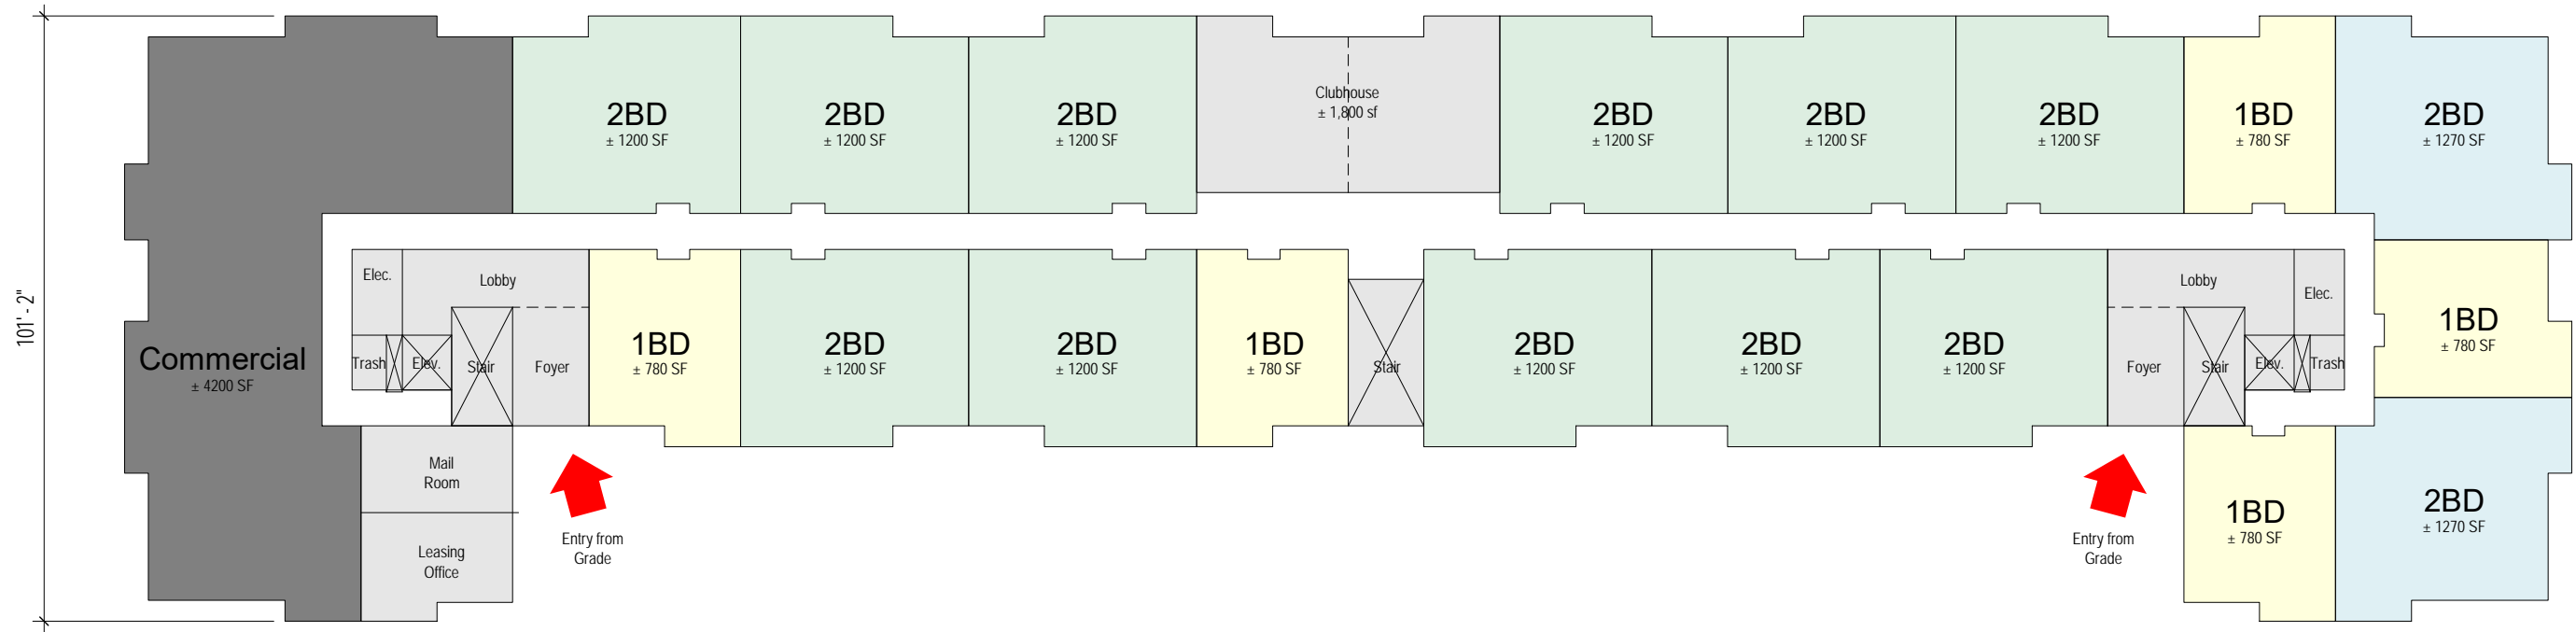 101'- 2"
Commercial
± 4200 SF
2BD
± 1200 SF
2BD
± 1200 SF
2BD
± 1200 SF
Clubhouse
± 1,800 sf
2BD
± 1200 SF
2BD
± 1200 SF
2BD
± 1200 SF
1BD
± 780 SF
2BD
± 1270 SF
Elec.
Lobby
Trash
Elev.
Stair
Foyer
1BD
± 780 SF
2BD
± 1200 SF
2BD
± 1200 SF
1BD
± 780 SF
Stair
2BD
± 1200 SF
2BD
± 1200 SF
2BD
± 1200 SF
Lobby
Elec.
Foyer
Stair
Elev.
Trash
1BD
± 780 SF
Mail
Room
Leasing
Office
Entry from
Grade
Entry from
Grade
1BD
± 780 SF
2BD
± 1270 SF